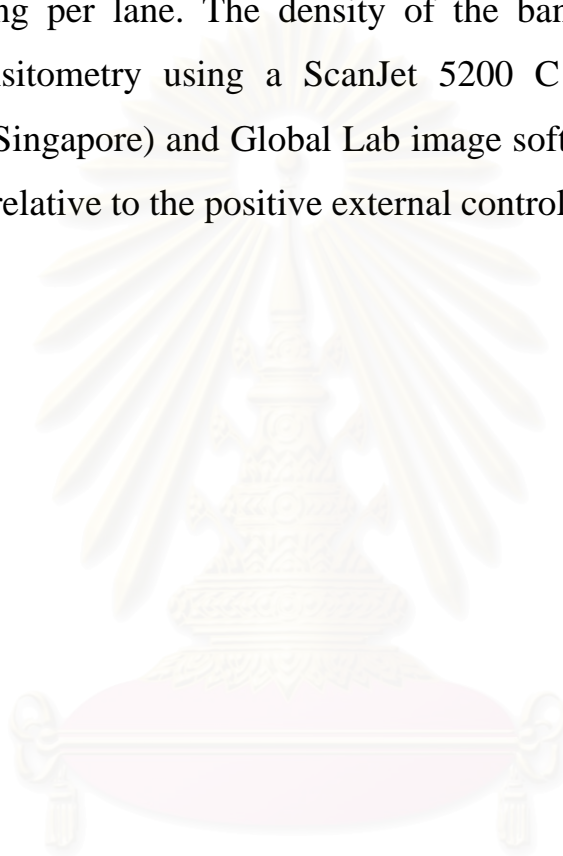 ng per lane. The density of the ban
sitometry using a ScanJet 5200 C
Singapore) and Global Lab image soft
relative to the positive external control